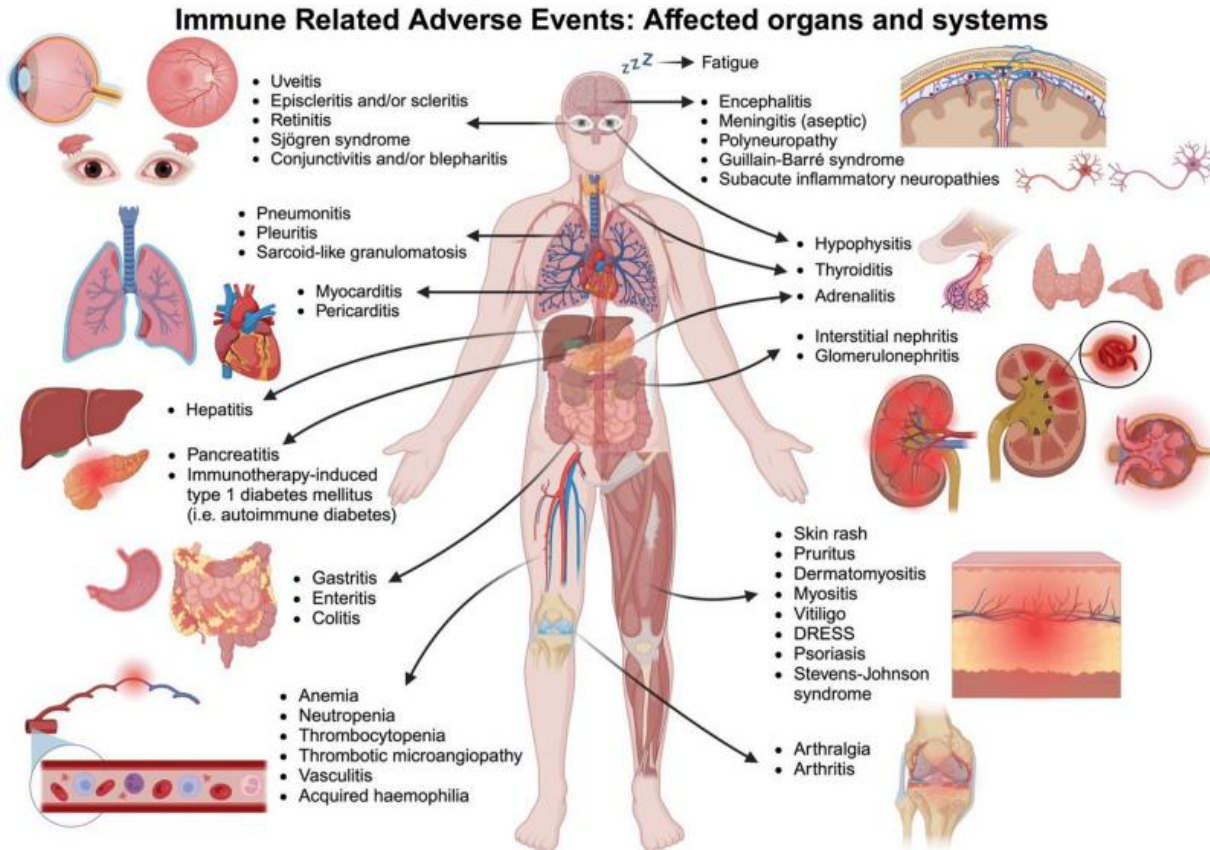 Immune Related Adverse Events: Affected organs and systems
• Uveitis
• Episcleritis and/or scleritis
• Retinitis
• Sjögren syndrome
• Conjunctivitis and/or blepharitis
• Pneumonitis
• Pleuritis
• Sarcoid-like granulomatosis
• Myocarditis
• Pericarditis
• Hepatitis
• Pancreatitis
• Immunotherapy-induced
type 1 diabetes mellitus
(i.e. autoimmune diabetes)
• Gastritis
• Enteritis
• Colitis
• Anemia
• Neutropenia
• Thrombocytopenia
• Thrombotic microangiopathy
• Vasculitis
• Acquired haemophilia
zZZ
Fatigue
• Encephalitis
• Meningitis (aseptic)
• Polyneuropathy
• Guillain-Barré syndrome
• Subacute inflammatory neuropathies
• Hypophysitis
• Thyroiditis
• Adrenalitis
• Interstitial nephritis
• Glomerulonephritis
• Skin rash
• Pruritus
• Dermatomyositis
• Myositis
• Vitiligo
• DRESS
• Psoriasis
• Stevens-Johnson
syndrome
• Arthralgia
• Arthritis